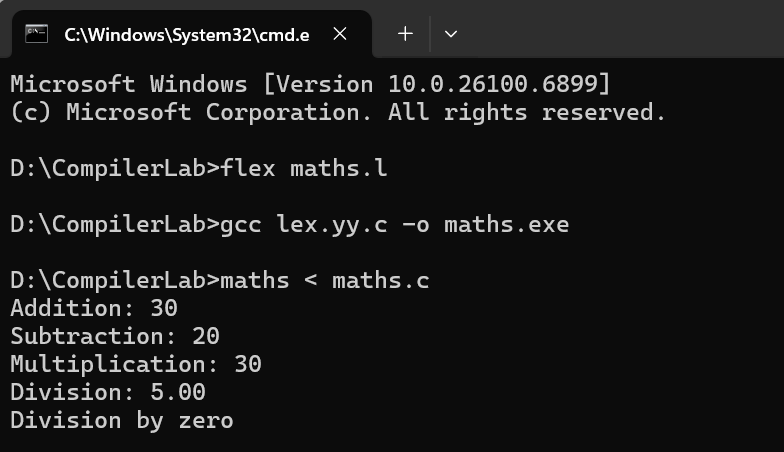 C:\Windows\System32\cmd.e
Microsoft Windows [Version 10.0.26100.6899]
(c) Microsoft Corporation. All rights reserved.
D:\CompilerLab>flex maths.l
D:\CompilerLab>gcc lex.yy.c -o maths.exe
D:\CompilerLab>maths < maths.c
Addition: 30
Subtraction: 20
Multiplication: 30
Division: 5.00
Division by zero